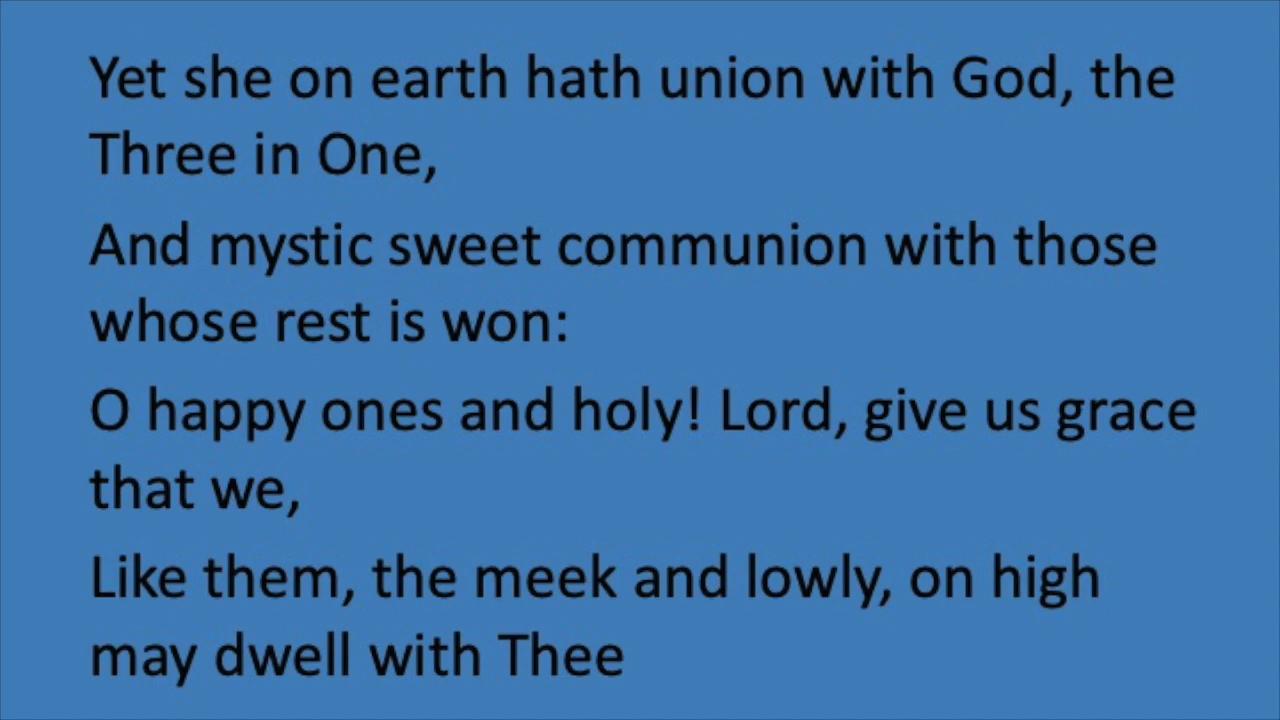 Yet she on earth hath union with God, the
Three in One,
And mystic sweet communion with those
whose rest is won:
O happy ones and holy! Lord, give us grace
that we,
Like them, the meek and lowly, on high
may dwell with Thee